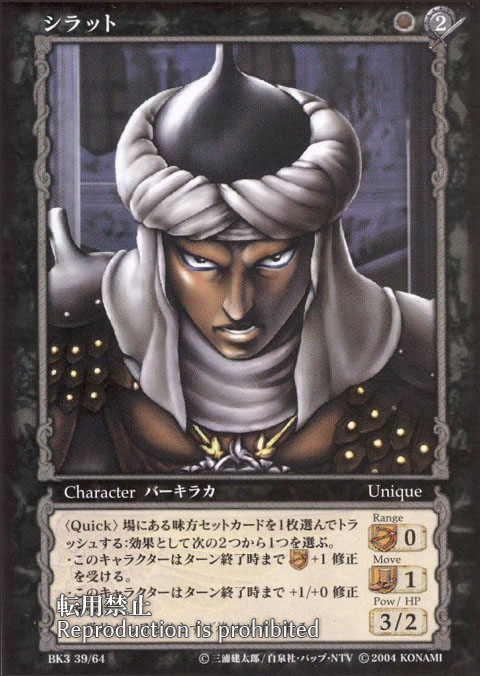 シラット
2
Character バーキラカ
Unique
〈Quick〉場にある味方セットカードを1枚選んでトラ
ッシュする:効果として次の2つから1つを選ぶ。
・このキャラクターはターン終了時まで +1 修正
を受ける。
・このキャラクターはターン終了時まで +1/+0 修正
Range
0
Move
1
Pow/ HP
3/2
転用禁止
Reproduction is prohibited
BK3 39/64
© 三浦建太郎/白泉社・バップ・NTV © 2004 KONAMI